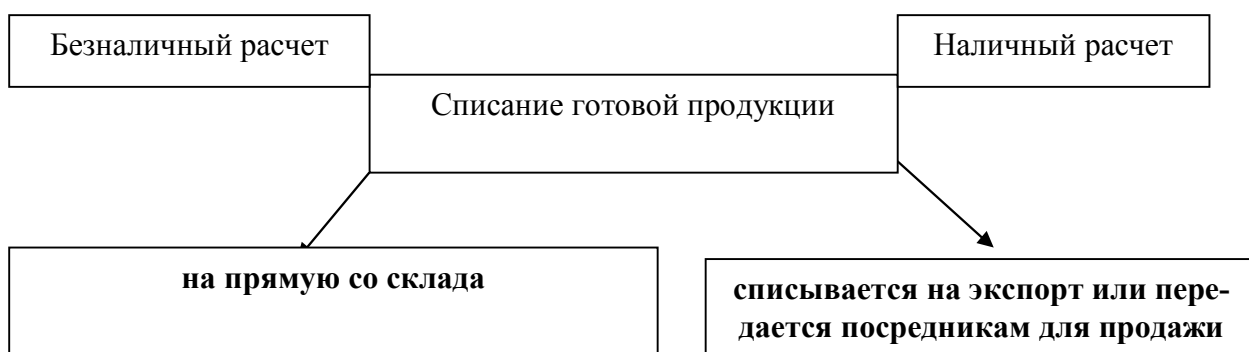 Безналичный расчет
Наличный расчет
Списание готовой продукции
на прямую со склада
списывается на экспорт или пере-
дается посредникам для продажи